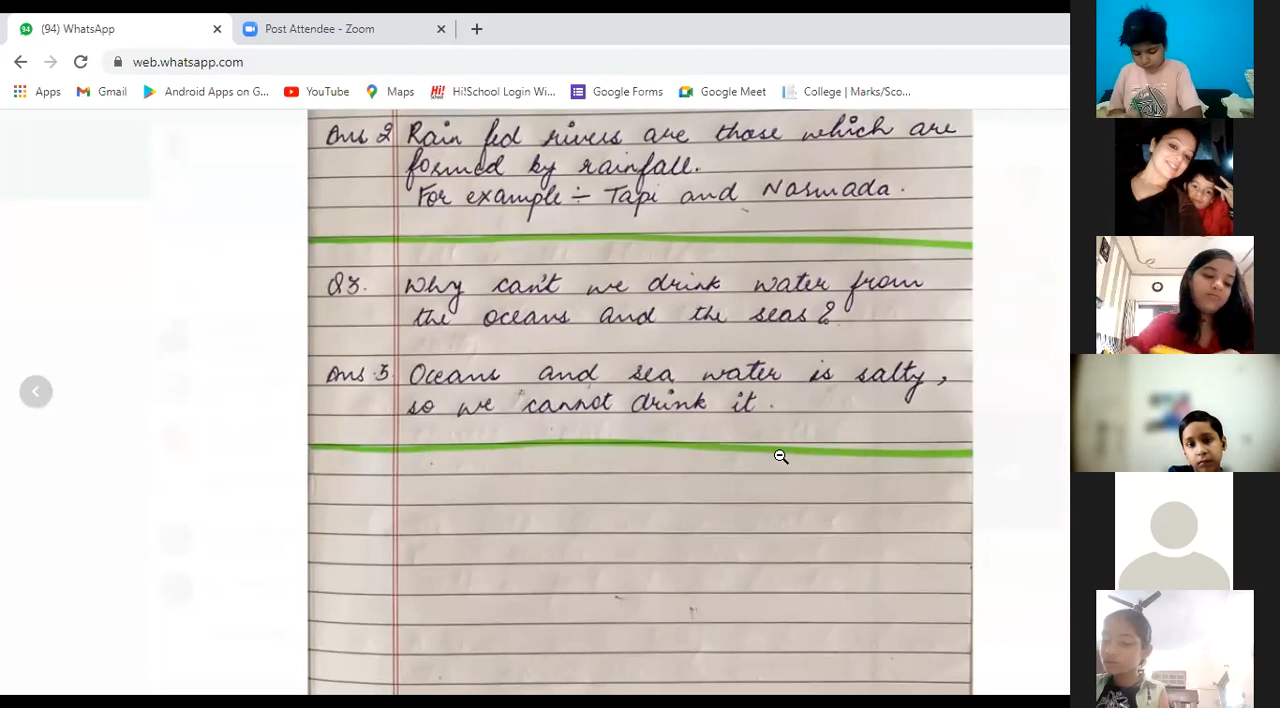 94 (94) WhatsApp
Post Attendee - Zoom
web.whatsapp.com
Apps Gmail Android Apps on G... YouTube Maps Hi! Hi!School Login Wi... Google Forms Google Meet College | Marks/Sco...
Ans 2 Rain fed rivers are those which are
formed by rainfall.
For example ÷ Tapi and Narmada.
Q3. Why can't we drink water from
the oceans and the seas?
Ans.3. Oceans and sea water is salty,
so we cannot drink it.